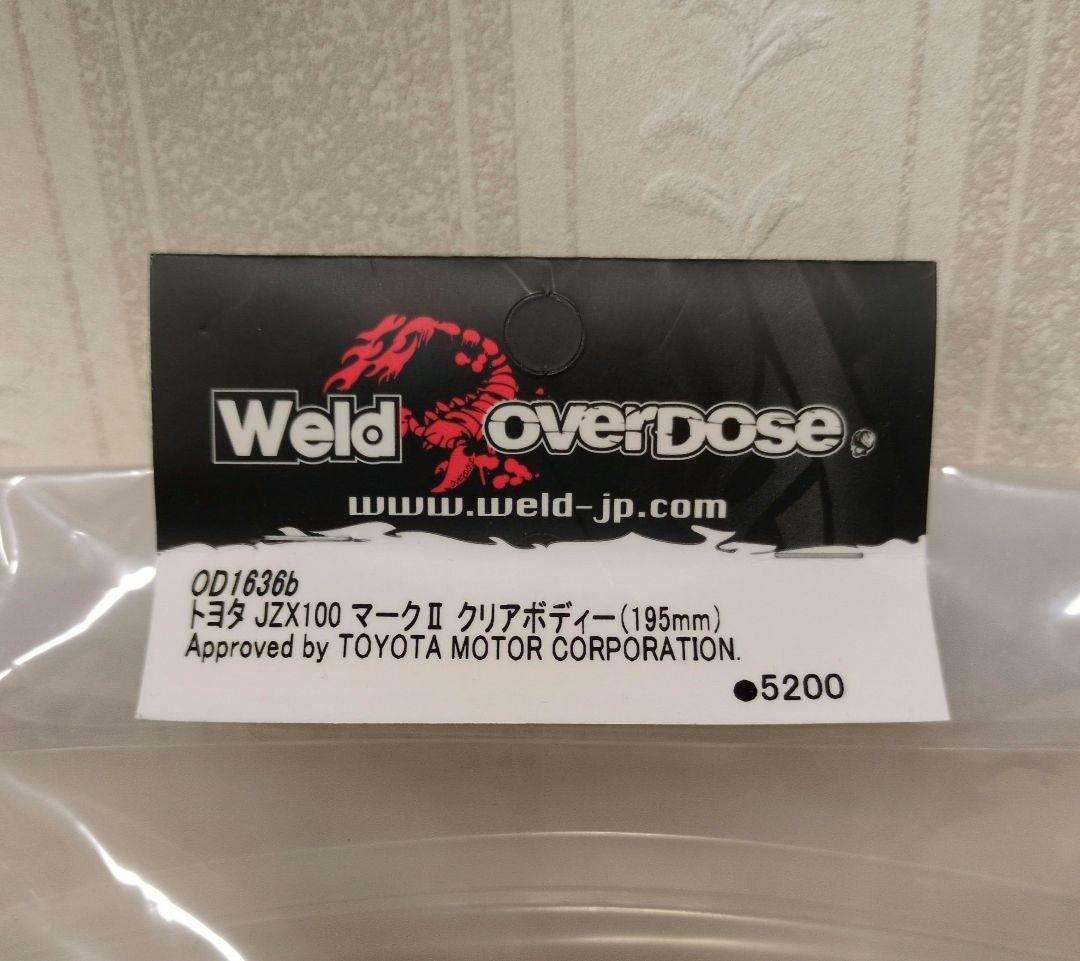 Weld overDose.
www.weld-jp.com
OD1636b
トヨタ JZX100 マークⅡ クリアボディー(195mm)
Approved by TOYOTA MOTOR CORPORATION.
●5200